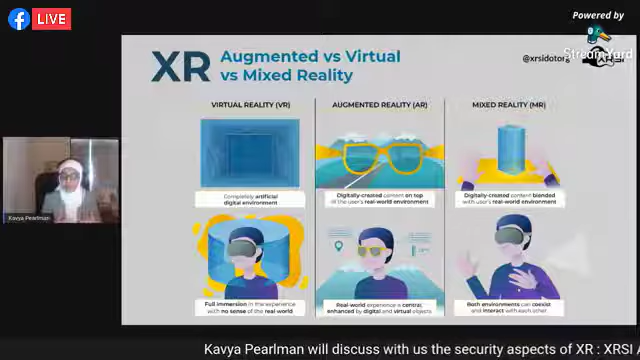 LIVE
Powered by
StreamYard
XR
Augmented vs Virtual
vs Mixed Reality
@xrsidotorg
VIRTUAL REALITY (VR)
Completely artificial
digital environment
Full immersion in the experience
with no sense of the real world
AUGMENTED REALITY (AR)
Digitally-created content on top
of the user's real-world environment
Real-world experience is central,
enhanced by digital and virtual objects
MIXED REALITY (MR)
Digitally-created content blended
with user's real-world environment
Both environments can coexist
and interact with each other
Kavya Pearlman
Kavya Pearlman will discuss with us the security aspects of XR : XRSI